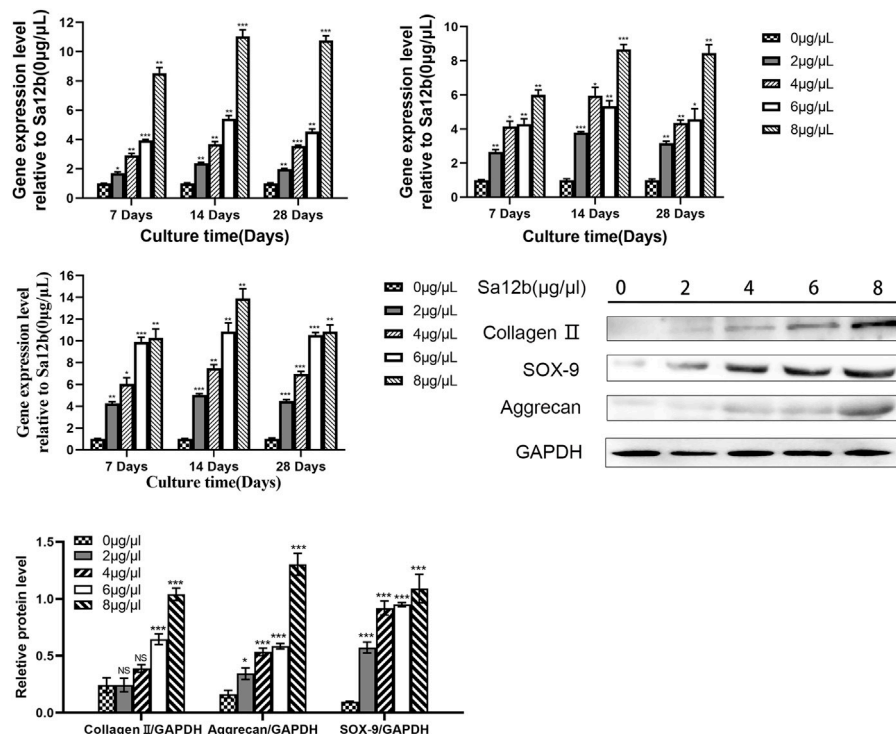 Gene expression level
relative to Sa12b(0μg/μL)
12
10
8
6
4
2
0
** *** ***
* ** ** ***
** ** ** **
** *** ** **
7 Days 14 Days 28 Days
Culture time(Days)
Gene expression level
relative to Sa12b(0μg/μL)
10
8
6
4
2
0
** * ** **
*** * ** ***
** ** * **
7 Days 14 Days 28 Days
Culture time(Days)
0μg/μL
2μg/μL
4μg/μL
6μg/μL
8μg/μL
Gene expression level
relative to Sa12b(0μg/μL)
16
14
12
10
8
6
4
2
0
** * *** **
*** ** ** **
*** ** *** **
7 Days 14 Days 28 Days
Culture time(Days)
0μg/μL
2μg/μL
4μg/μL
6μg/μL
8μg/μL
Sa12b(μg/μl) 0 2 4 6 8
Collagen Ⅱ
SOX-9
Aggrecan
GAPDH
Reletive protein level
1.5
1.0
0.5
0.0
0μg/μl
2μg/μl
4μg/μl
6μg/μl
8μg/μl
NS NS *** ***
* *** *** ***
*** *** *** ***
Collagen Ⅱ/GAPDH Aggrecan/GAPDH SOX-9/GAPDH